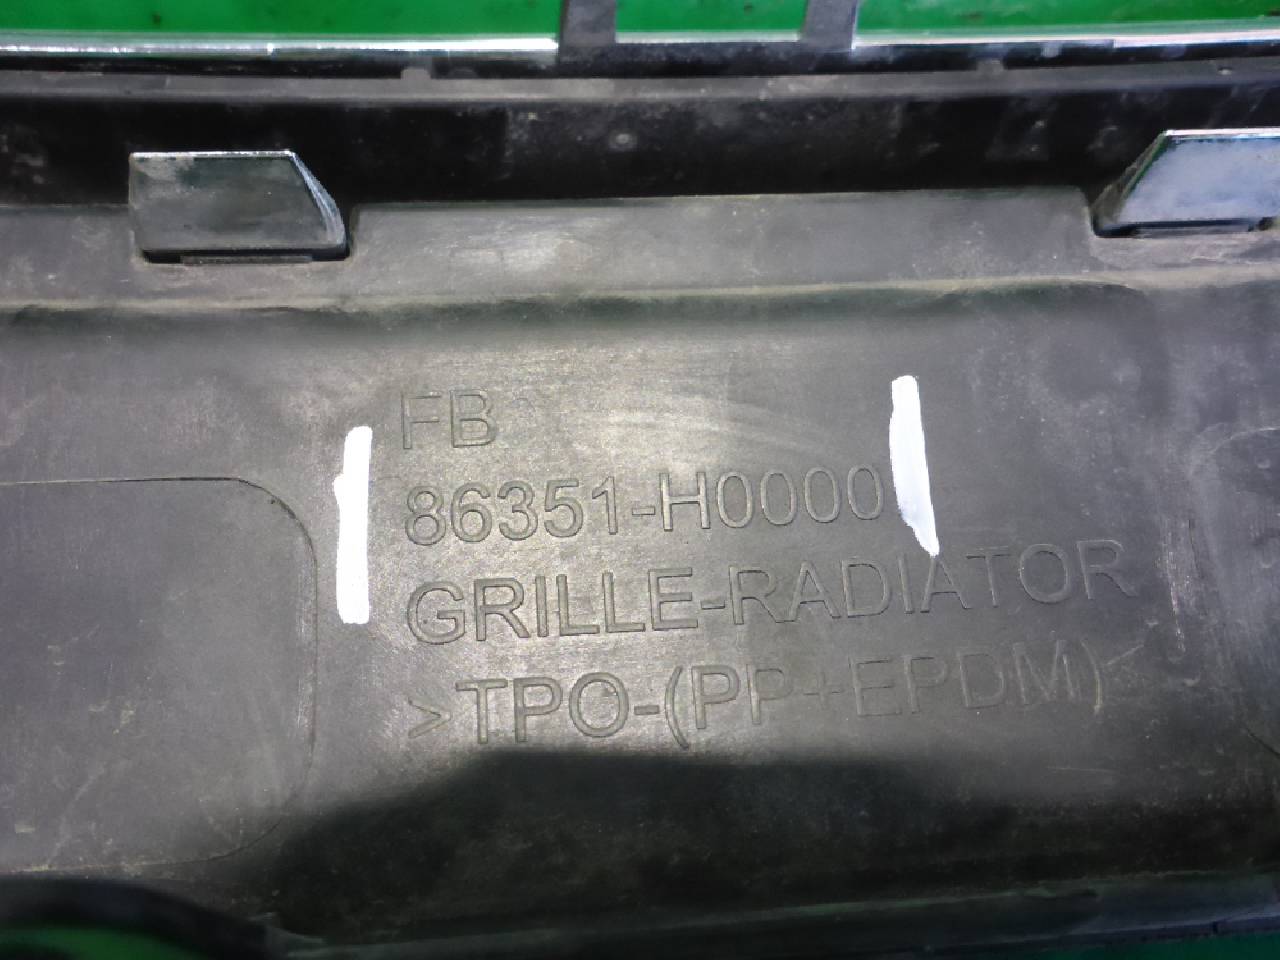 FB
86351-H0000
GRILLE-RADIATOR
>TPO-(PP+EPDM)